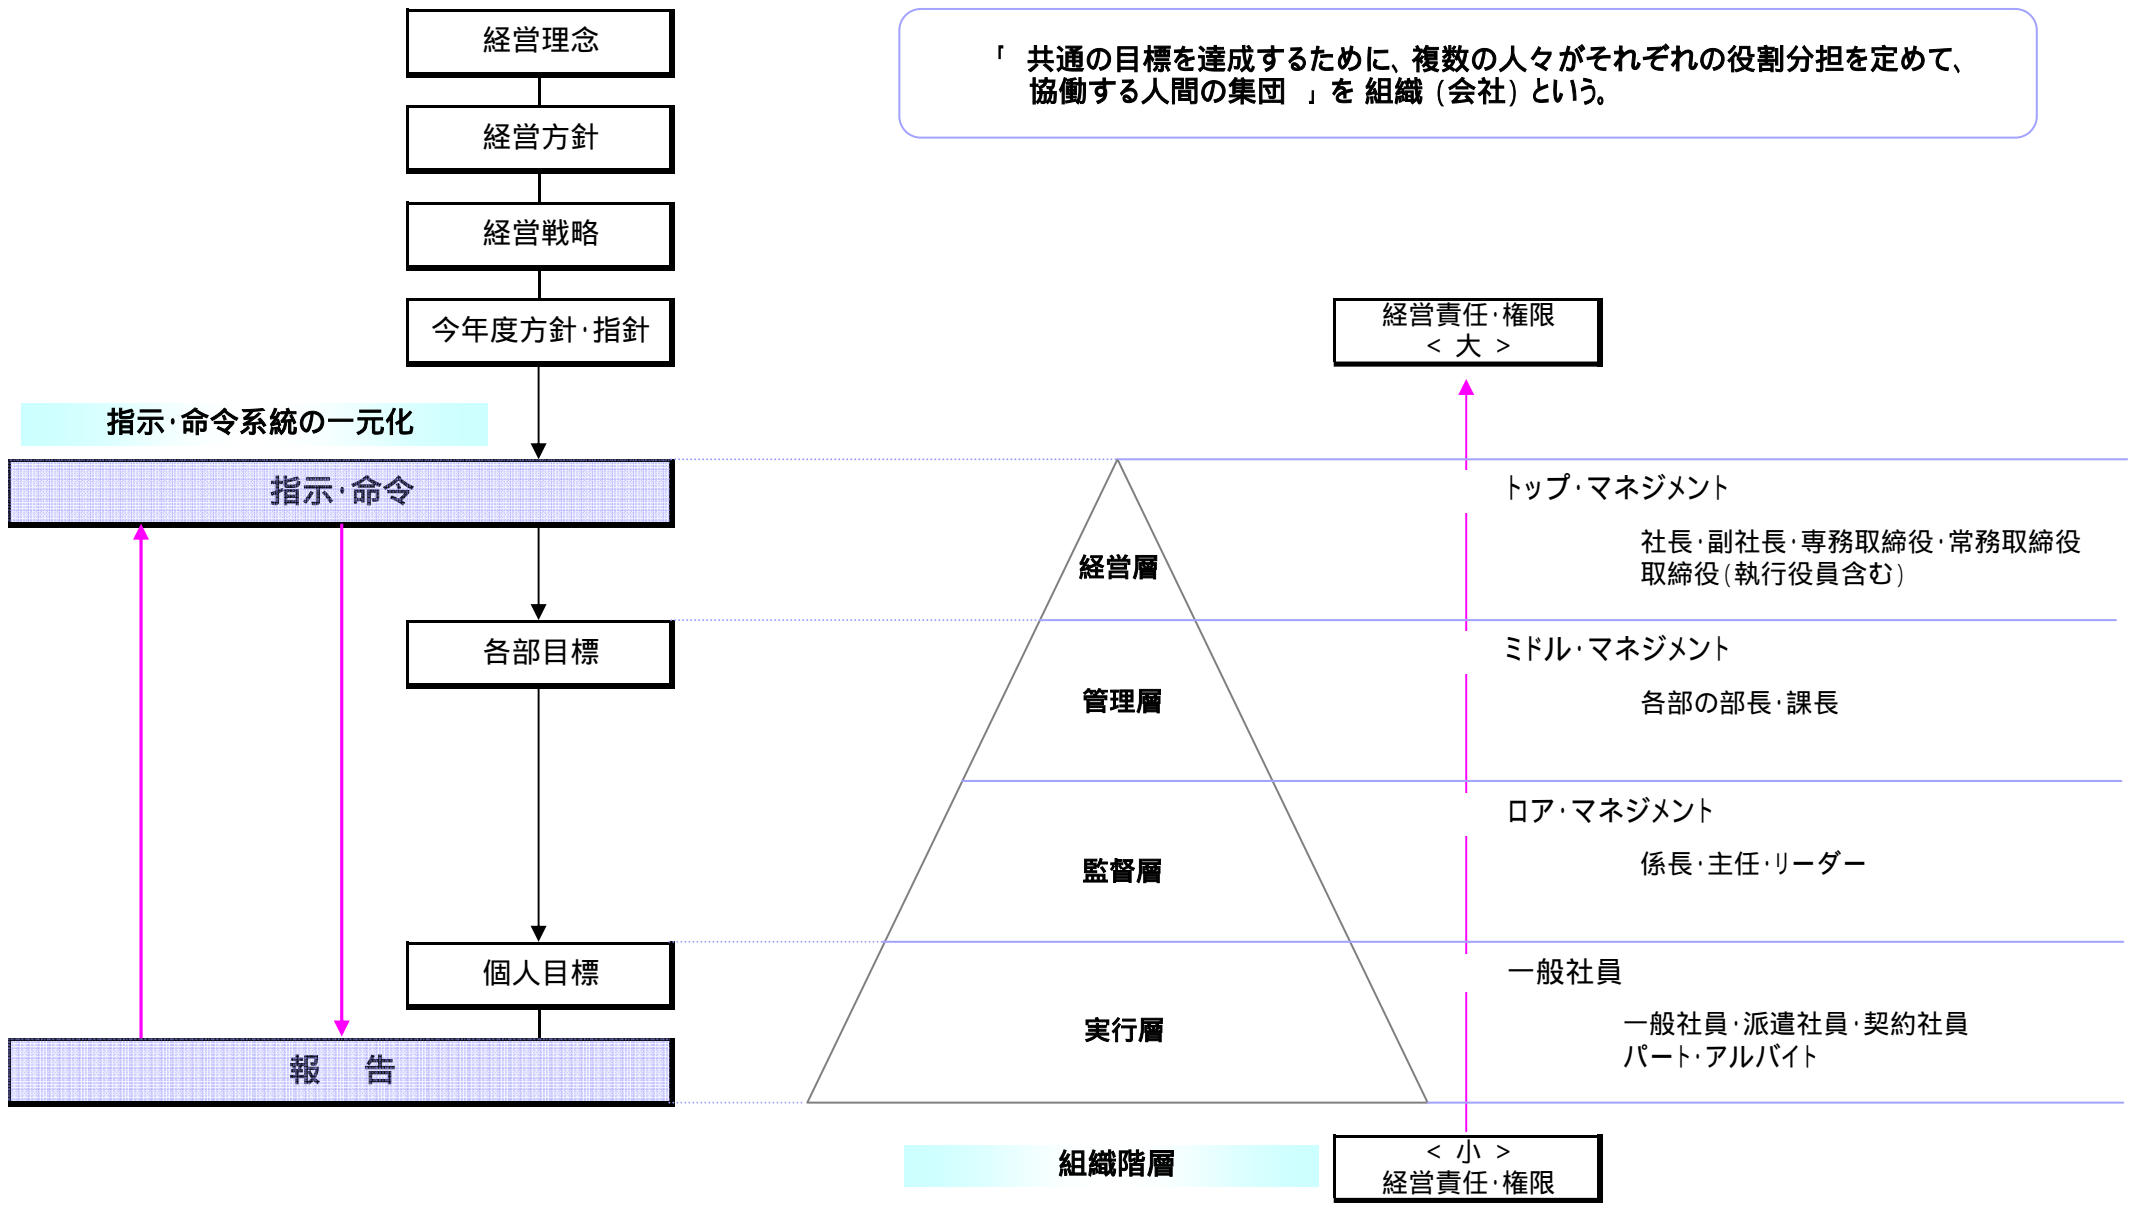 経営理念
「 共通の目標を達成するために、複数の人々がそれぞれの役割分担を定めて、
協働する人間の集団 」 を 組織 (会社) という。
経営方針
経営戦略
今年度方針・指針
経営責任・権限
< 大 >
指示・命令系統の一元化
指示・命令
トップ・マネジメント
経営層
社長・副社長・専務取締役・常務取締役
取締役(執行役員含む)
各部目標
ミドル・マネジメント
管理層
各部の部長・課長
ロア・マネジメント
監督層
係長・主任・リーダー
個人目標
一般社員
実行層
一般社員・派遣社員・契約社員
パート・アルバイト
報 告
組織階層
< 小 >
経営責任・権限